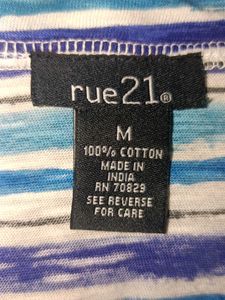 rue21®
M
100% COTTON
MADE IN
INDIA
RN 70829
SEE REVERSE
FOR CARE